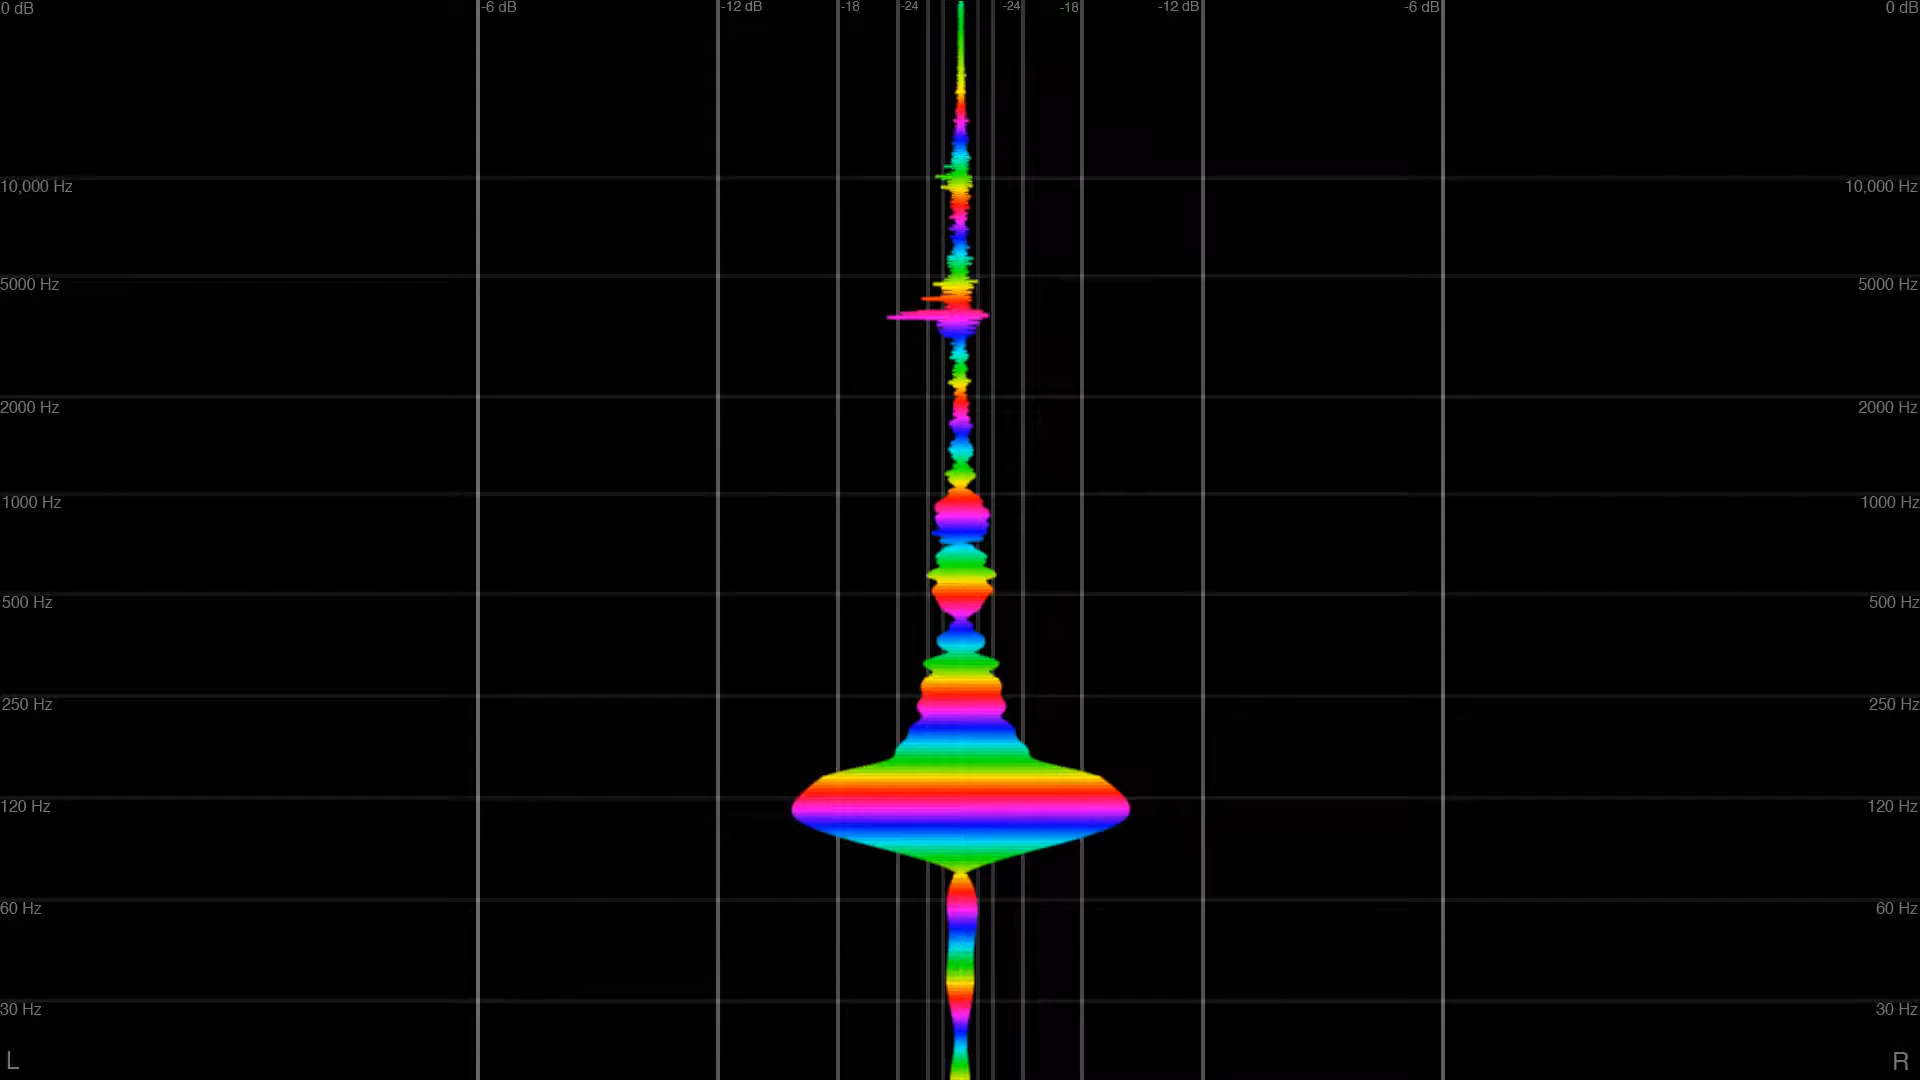 0 dB -6 dB -12 dB -18 -24 -24 -18 -12 dB -6 dB 0 dB
10,000 Hz 10,000 Hz
5000 Hz 5000 Hz
2000 Hz 2000 Hz
1000 Hz 1000 Hz
500 Hz 500 Hz
250 Hz 250 Hz
120 Hz 120 Hz
60 Hz 60 Hz
30 Hz 30 Hz
L R